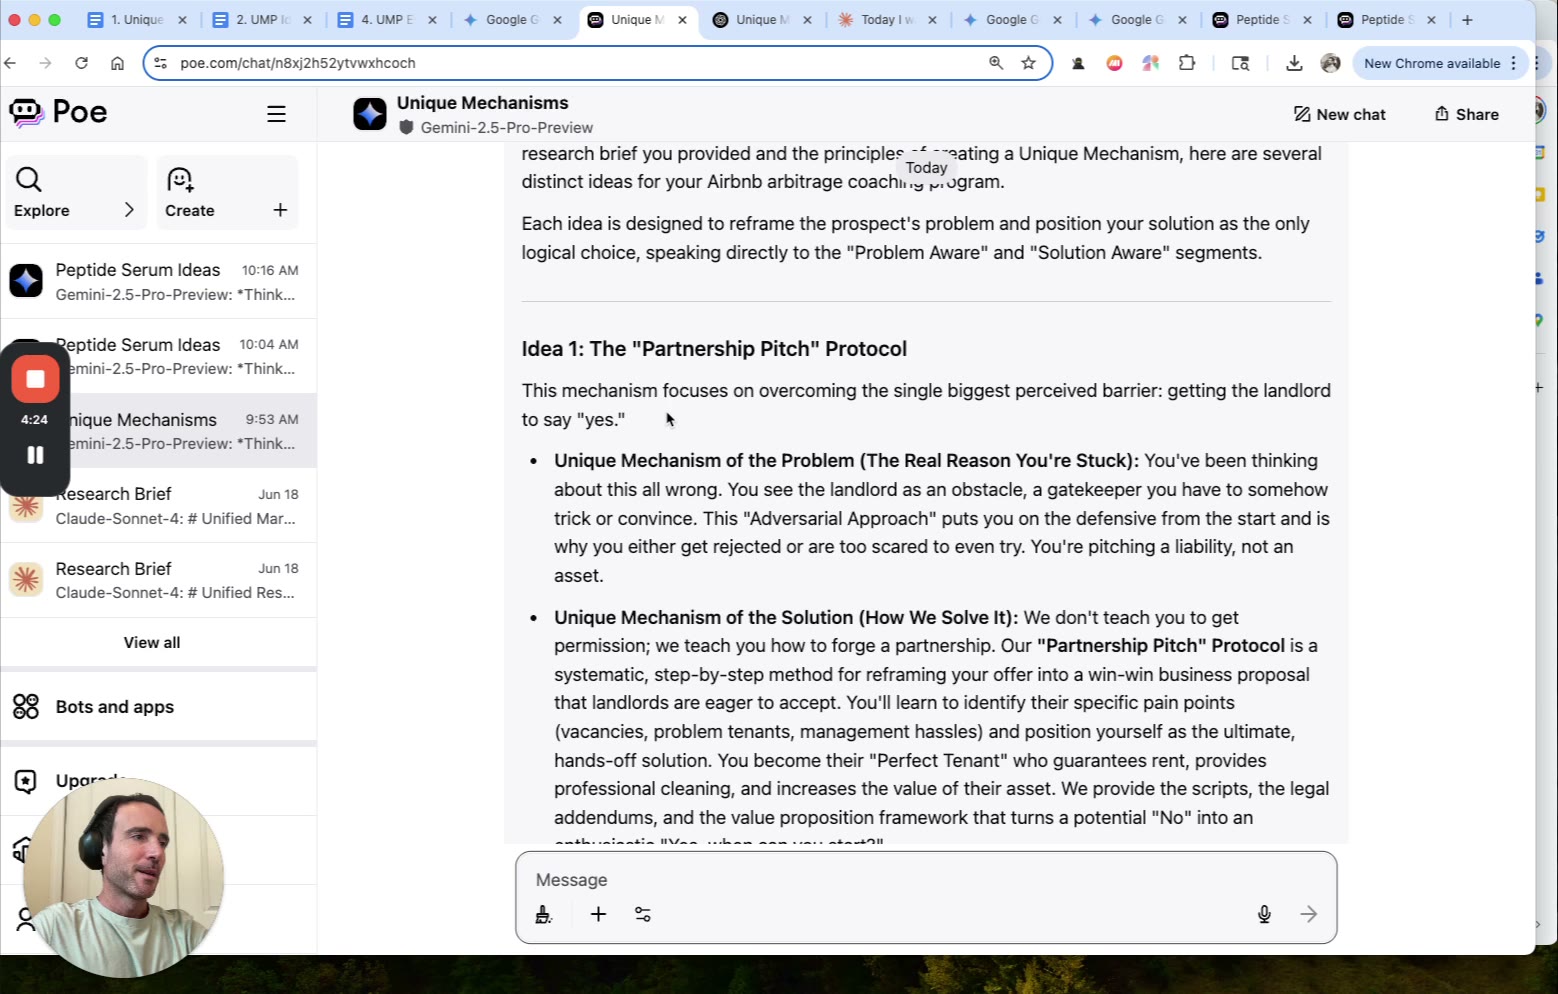 1. Unique
2. UMP Id
4. UMP E
Google G
Unique M
Unique M
Today I w
Google G
Google G
Peptide S
Peptide S
poe.com/chat/n8xj2h52ytvwxhcoch
New Chrome available
Poe
Explore
Create
Peptide Serum Ideas 10:16 AM
Gemini-2.5-Pro-Preview: *Think...
Peptide Serum Ideas 10:04 AM
emini-2.5-Pro-Preview: *Think...
nique Mechanisms 9:53 AM
emini-2.5-Pro-Preview: *Think...
4:24
Research Brief Jun 18
Claude-Sonnet-4: # Unified Mar...
Research Brief Jun 18
Claude-Sonnet-4: # Unified Res...
View all
Bots and apps
Upgrade
Unique Mechanisms
Gemini-2.5-Pro-Preview
New chat
Share
Today
research brief you provided and the principles of creating a Unique Mechanism, here are several
distinct ideas for your Airbnb arbitrage coaching program.
Each idea is designed to reframe the prospect's problem and position your solution as the only
logical choice, speaking directly to the "Problem Aware" and "Solution Aware" segments.
Idea 1: The "Partnership Pitch" Protocol
This mechanism focuses on overcoming the single biggest perceived barrier: getting the landlord
to say "yes."
• Unique Mechanism of the Problem (The Real Reason You're Stuck): You've been thinking
about this all wrong. You see the landlord as an obstacle, a gatekeeper you have to somehow
trick or convince. This "Adversarial Approach" puts you on the defensive from the start and is
why you either get rejected or are too scared to even try. You're pitching a liability, not an
asset.
• Unique Mechanism of the Solution (How We Solve It): We don't teach you to get
permission; we teach you how to forge a partnership. Our "Partnership Pitch" Protocol is a
systematic, step-by-step method for reframing your offer into a win-win business proposal
that landlords are eager to accept. You'll learn to identify their specific pain points
(vacancies, problem tenants, management hassles) and position yourself as the ultimate,
hands-off solution. You become their "Perfect Tenant" who guarantees rent, provides
professional cleaning, and increases the value of their asset. We provide the scripts, the legal
addendums, and the value proposition framework that turns a potential "No" into an
enthusiastic "Yes, when can you start?"
Message